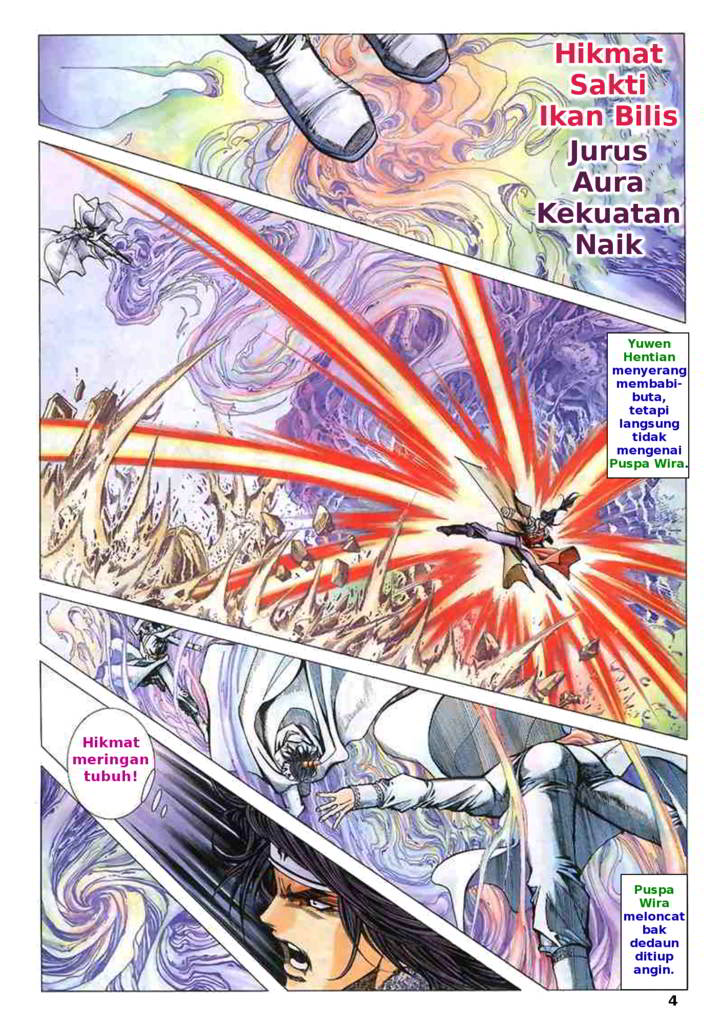 Hikmat
Sakti
Ikan Bilis
Jurus
Aura
Kekuatan
Naik
Yuwen
Hentian
menyerang
membabi-
buta,
tetapi
langsung
tidak
mengenai
Puspa Wira.
Hikmat
meringan
tubuh!
Puspa
Wira
meloncat
bak
dedaun
ditiup
angin.
4